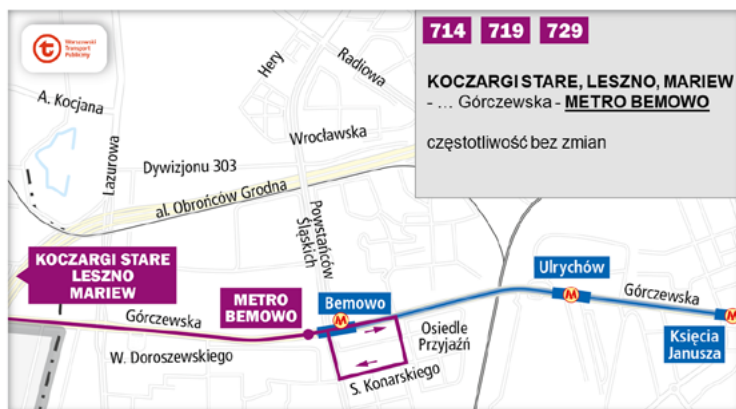 Warszawski
Transport
Publiczny
714 719 729
KOCZARGI STARE, LESZNO, MARIEW
- ... Górczewska - METRO BEMOWO
częstotliwość bez zmian
A. Kocjana
Lazurowa
Hery
Radiowa
Wrocławska
Dywizjonu 303
al. Obrońców Grodna
Powstańców
Śląskich
KOCZARGI STARE
LESZNO
MARIEW
METRO
BEMOWO
Bemowo
M
Ulrychów
M
Górczewska
Księcia
Janusza
M
Górczewska
W. Doroszewskiego
Osiedle
Przyjaźń
S. Konarskiego